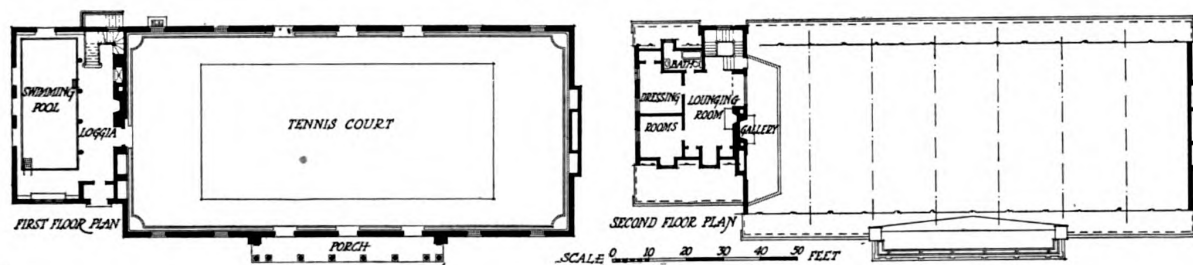 SWIMMING
POOL
LOGGIA
TENNIS COURT
FIRST FLOOR PLAN
PORCH
BATH
DRESSING
ROOMS
LOUNGING
ROOM
GALLERY
SECOND FLOOR PLAN
SCALE 0 10 20 30 40 50 FEET